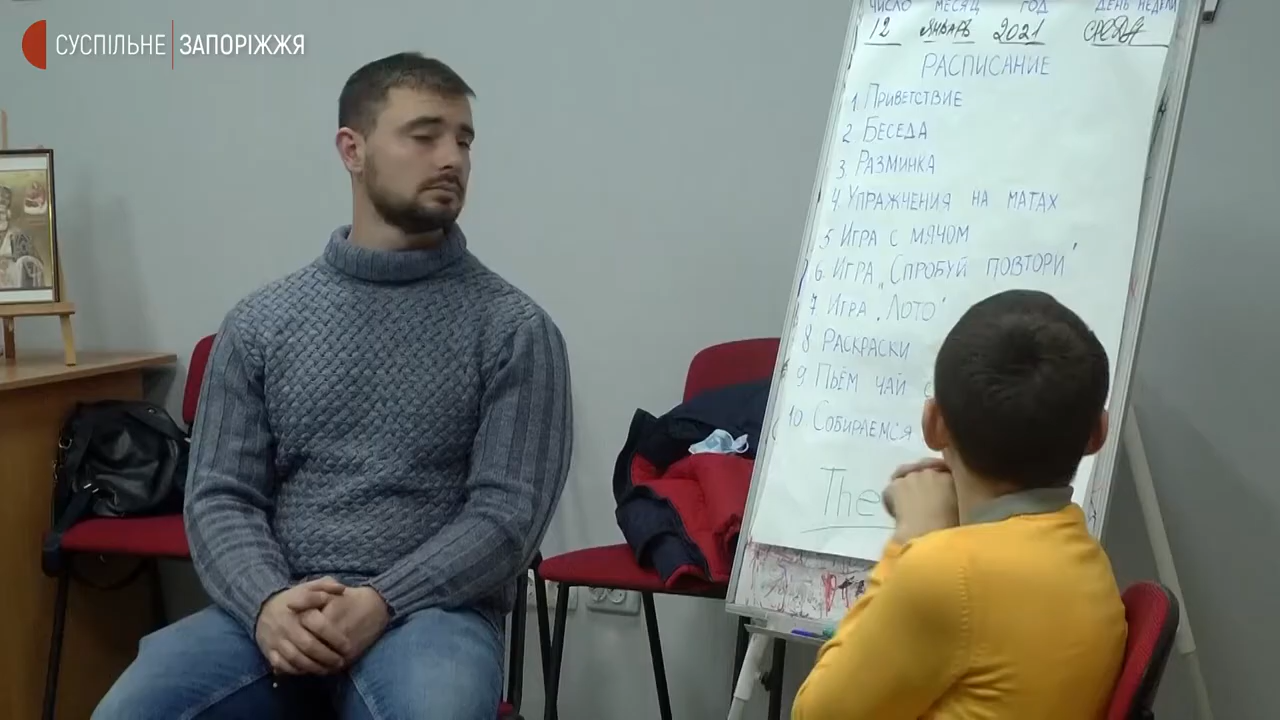 СУСПІЛЬНЕ ЗАПОРІЖЖЯ
ЧИСЛО МЕСЯЦ ГОД ДЕНЬ НЕДЕЛИ
12 ЯНВАРЬ 2021 СРЕДА
РАСПИСАНИЕ
1 ПРИВЕТСТВИЕ
2 БЕСЕДА
3 РАЗМИНКА
4 УПРАЖНЕНИЯ НА МАТАХ
5 ИГРА С МЯЧОМ
6. ИГРА „СПРОБУЙ ПОВТОРИ"
7 ИГРА „ЛОТО"
8 РАСКРАСКИ
9 ПЬЁМ ЧАЙ С
10 СОБИРАЕМСЯ
The